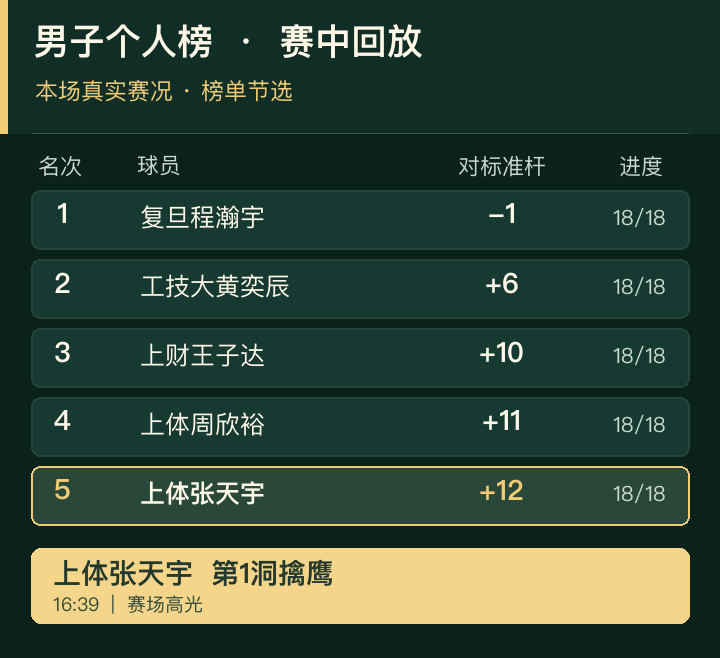 男子个人榜 · 赛中回放
本场真实赛况 · 榜单节选
名次 球员 对标准杆 进度
1 复旦程瀚宇 –1 18/18
2 工技大黄奕辰 +6 18/18
3 上财王子达 +10 18/18
4 上体周欣裕 +11 18/18
5 上体张天宇 +12 18/18
上体张天宇 第1洞擒鹰
16:39 | 赛场高光